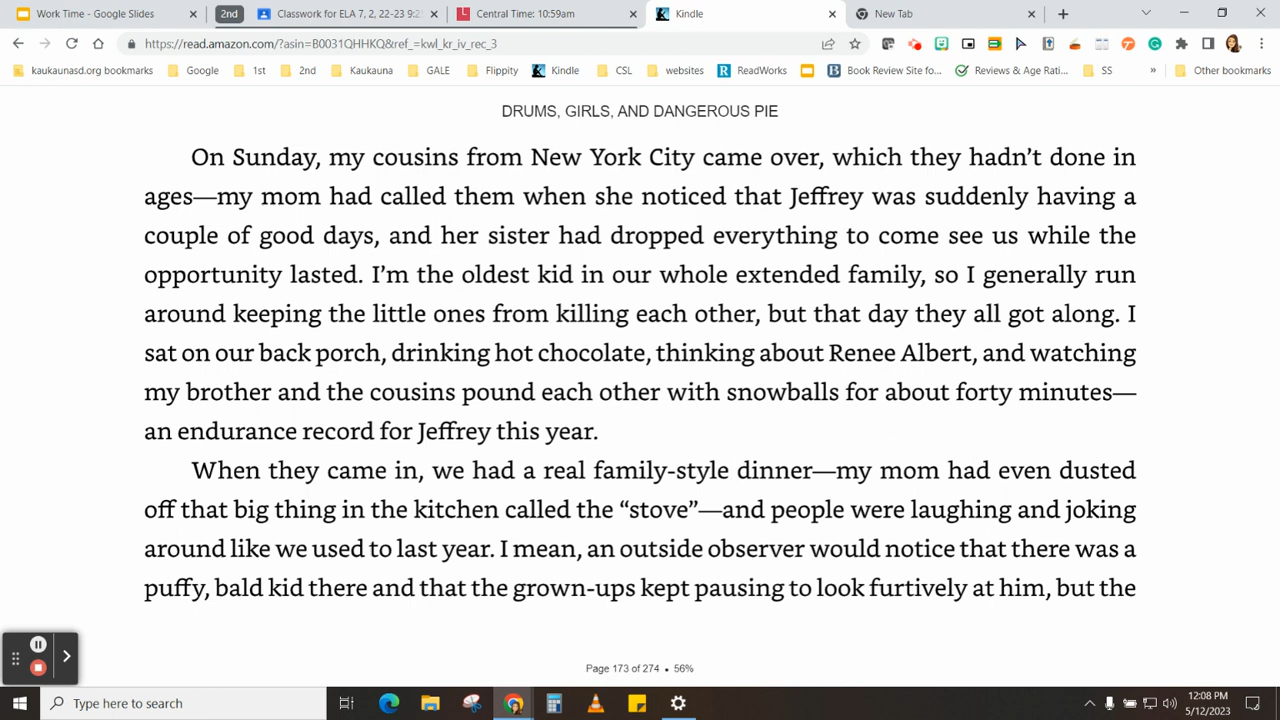 Work Time - Google Slides
2nd
Classwork for ELA 7, 2, 22-23 9:25
Central Time: 10:59am
Kindle
New Tab
https://read.amazon.com/?asin=B0031QHHKQ&ref_=kwl_kr_iv_rec_3
kaukaunasd.org bookmarks
Google
1st
2nd
Kaukauna
GALE
Flippity
Kindle
CSL
websites
ReadWorks
Book Review Site fo...
Reviews & Age Rati...
SS
Other bookmarks
DRUMS, GIRLS, AND DANGEROUS PIE
On Sunday, my cousins from New York City came over, which they hadn't done in
ages—my mom had called them when she noticed that Jeffrey was suddenly having a
couple of good days, and her sister had dropped everything to come see us while the
opportunity lasted. I'm the oldest kid in our whole extended family, so I generally run
around keeping the little ones from killing each other, but that day they all got along. I
sat on our back porch, drinking hot chocolate, thinking about Renee Albert, and watching
my brother and the cousins pound each other with snowballs for about forty minutes—
an endurance record for Jeffrey this year.
When they came in, we had a real family-style dinner—my mom had even dusted
off that big thing in the kitchen called the “stove”—and people were laughing and joking
around like we used to last year. I mean, an outside observer would notice that there was a
puffy, bald kid there and that the grown-ups kept pausing to look furtively at him, but the
Page 173 of 274 • 56%
Type here to search
12:08 PM
5/12/2023